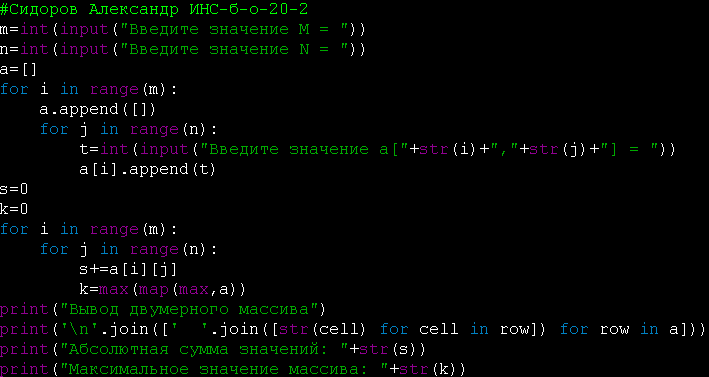 #Сидоров Александр ИНС-б-о-20-2
m=int(input("Введите значение M = "))
n=int(input("Введите значение N = "))
a=[]
for i in range(m):
    a.append([])
    for j in range(n):
        t=int(input("Введите значение a["+str(i)+","+str(j)+"] = "))
        a[i].append(t)
s=0
k=0
for i in range(m):
    for j in range(n):
        s+=a[i][j]
        k=max(map(max,a))
print("Вывод двумерного массива")
print('\n'.join(['  '.join([str(cell) for cell in row]) for row in a]))
print("Абсолютная сумма значений: "+str(s))
print("Максимальное значение массива: "+str(k))